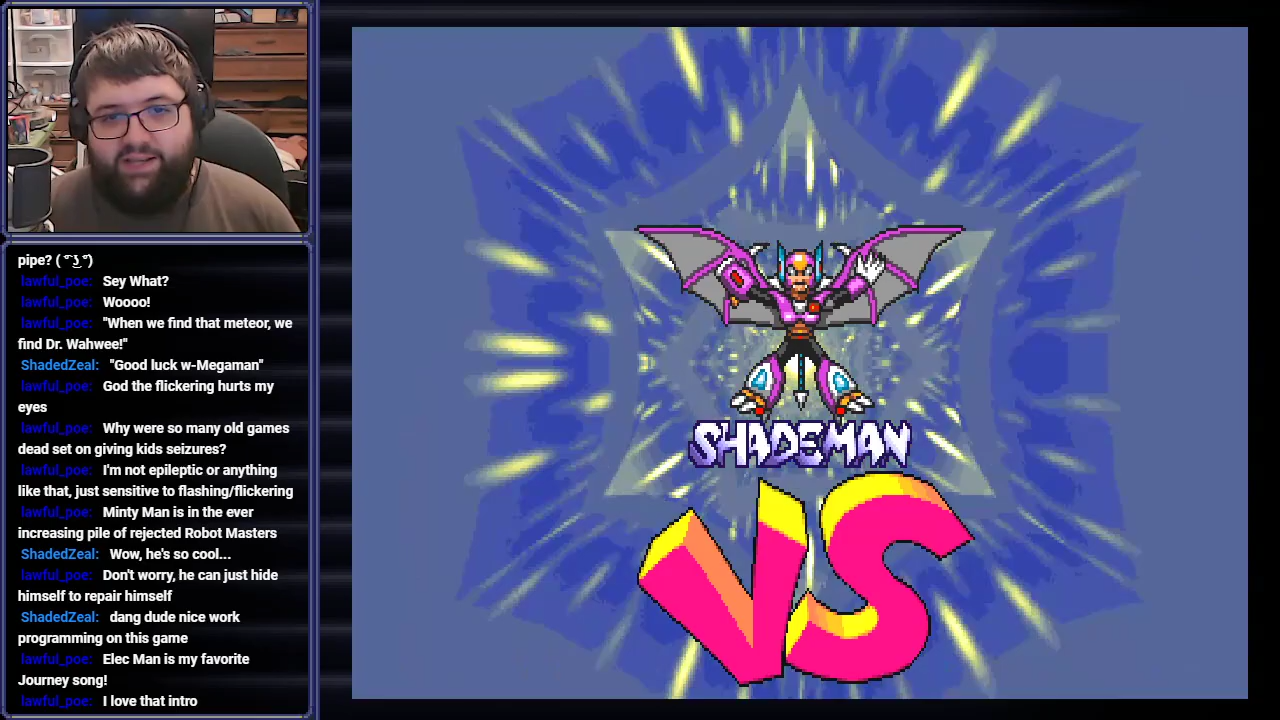 pipe? ( ͡° ͜ʖ ͡°)
lawful_poe: Sey What?
lawful_poe: Woooo!
lawful_poe: "When we find that meteor, we
find Dr. Wahwee!"
ShadedZeal: "Good luck w-Megaman"
lawful_poe: God the flickering hurts my
eyes
lawful_poe: Why were so many old games
dead set on giving kids seizures?
lawful_poe: I'm not epileptic or anything
like that, just sensitive to flashing/flickering
lawful_poe: Minty Man is in the ever
increasing pile of rejected Robot Masters
ShadedZeal: Wow, he's so cool...
lawful_poe: Don't worry, he can just hide
himself to repair himself
ShadedZeal: dang dude nice work
programming on this game
lawful_poe: Elec Man is my favorite
Journey song!
lawful_poe: I love that intro
SHADEMAN
VS